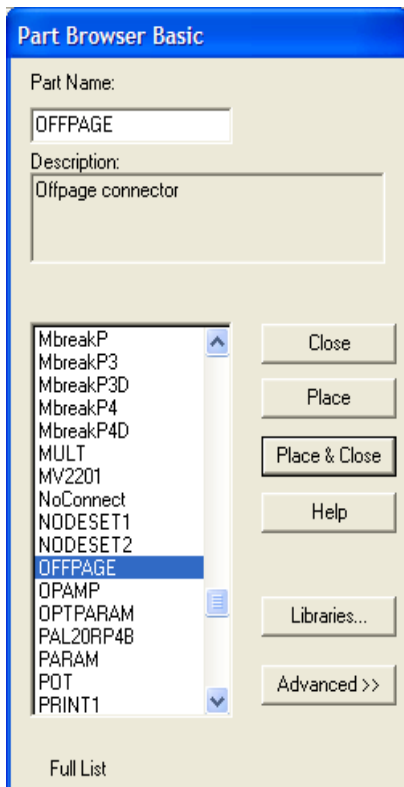 Part Browser Basic
Part Name:
OFFPAGE
Description:
Offpage connector
MbreakP
MbreakP3
MbreakP3D
MbreakP4
MbreakP4D
MULT
MV2201
NoConnect
NODESET1
NODESET2
OFFPAGE
OPAMP
OPTPARAM
PAL20RP4B
PARAM
POT
PRINT1
Close
Place
Place & Close
Help
Libraries...
Advanced >>
Full List